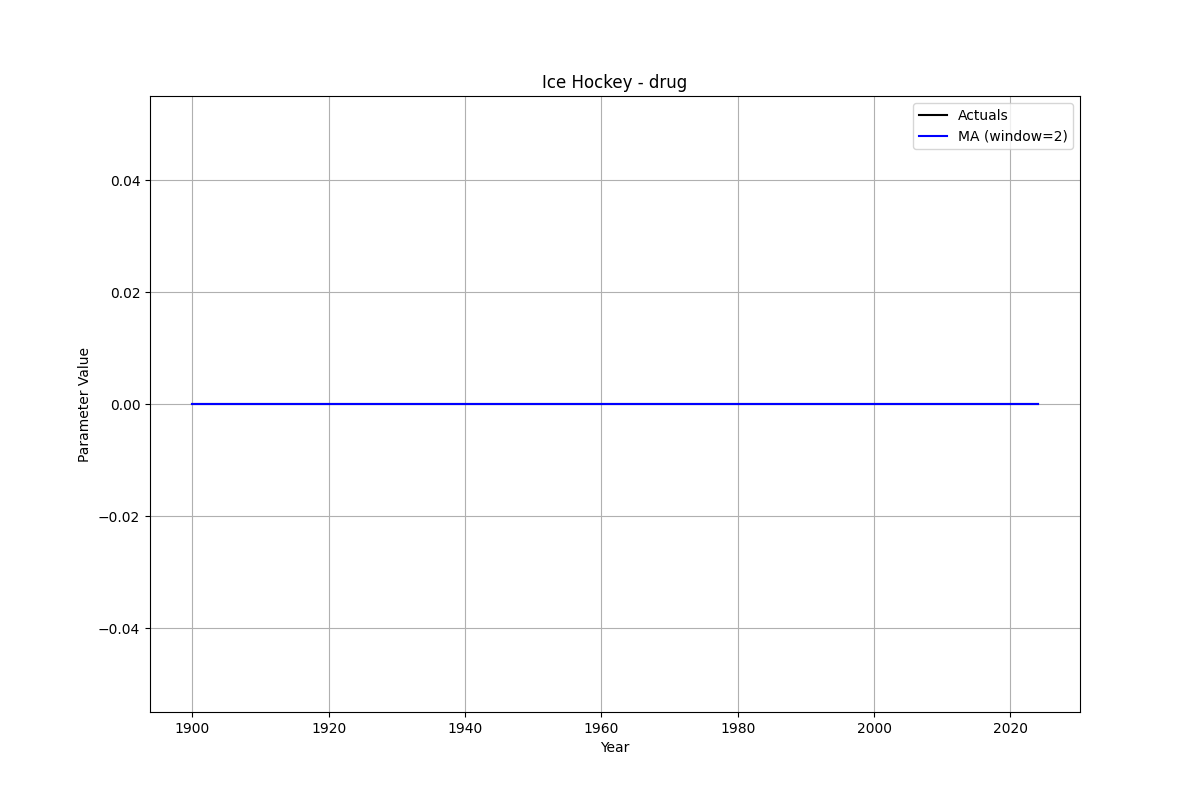 Ice Hockey - drug
Actuals
MA (window=2)
0.04
0.02
0.00
−0.02
−0.04
Parameter Value
1900 1920 1940 1960 1980 2000 2020
Year